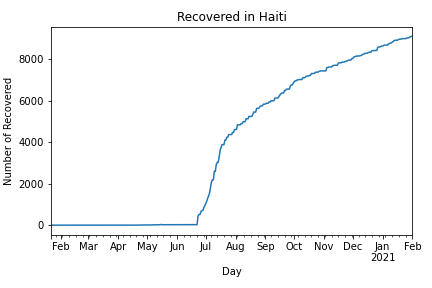 Recovered in Haiti
Number of Recovered
8000
6000
4000
2000
0
Feb Mar Apr May Jun Jul Aug Sep Oct Nov Dec Jan Feb
2021
Day